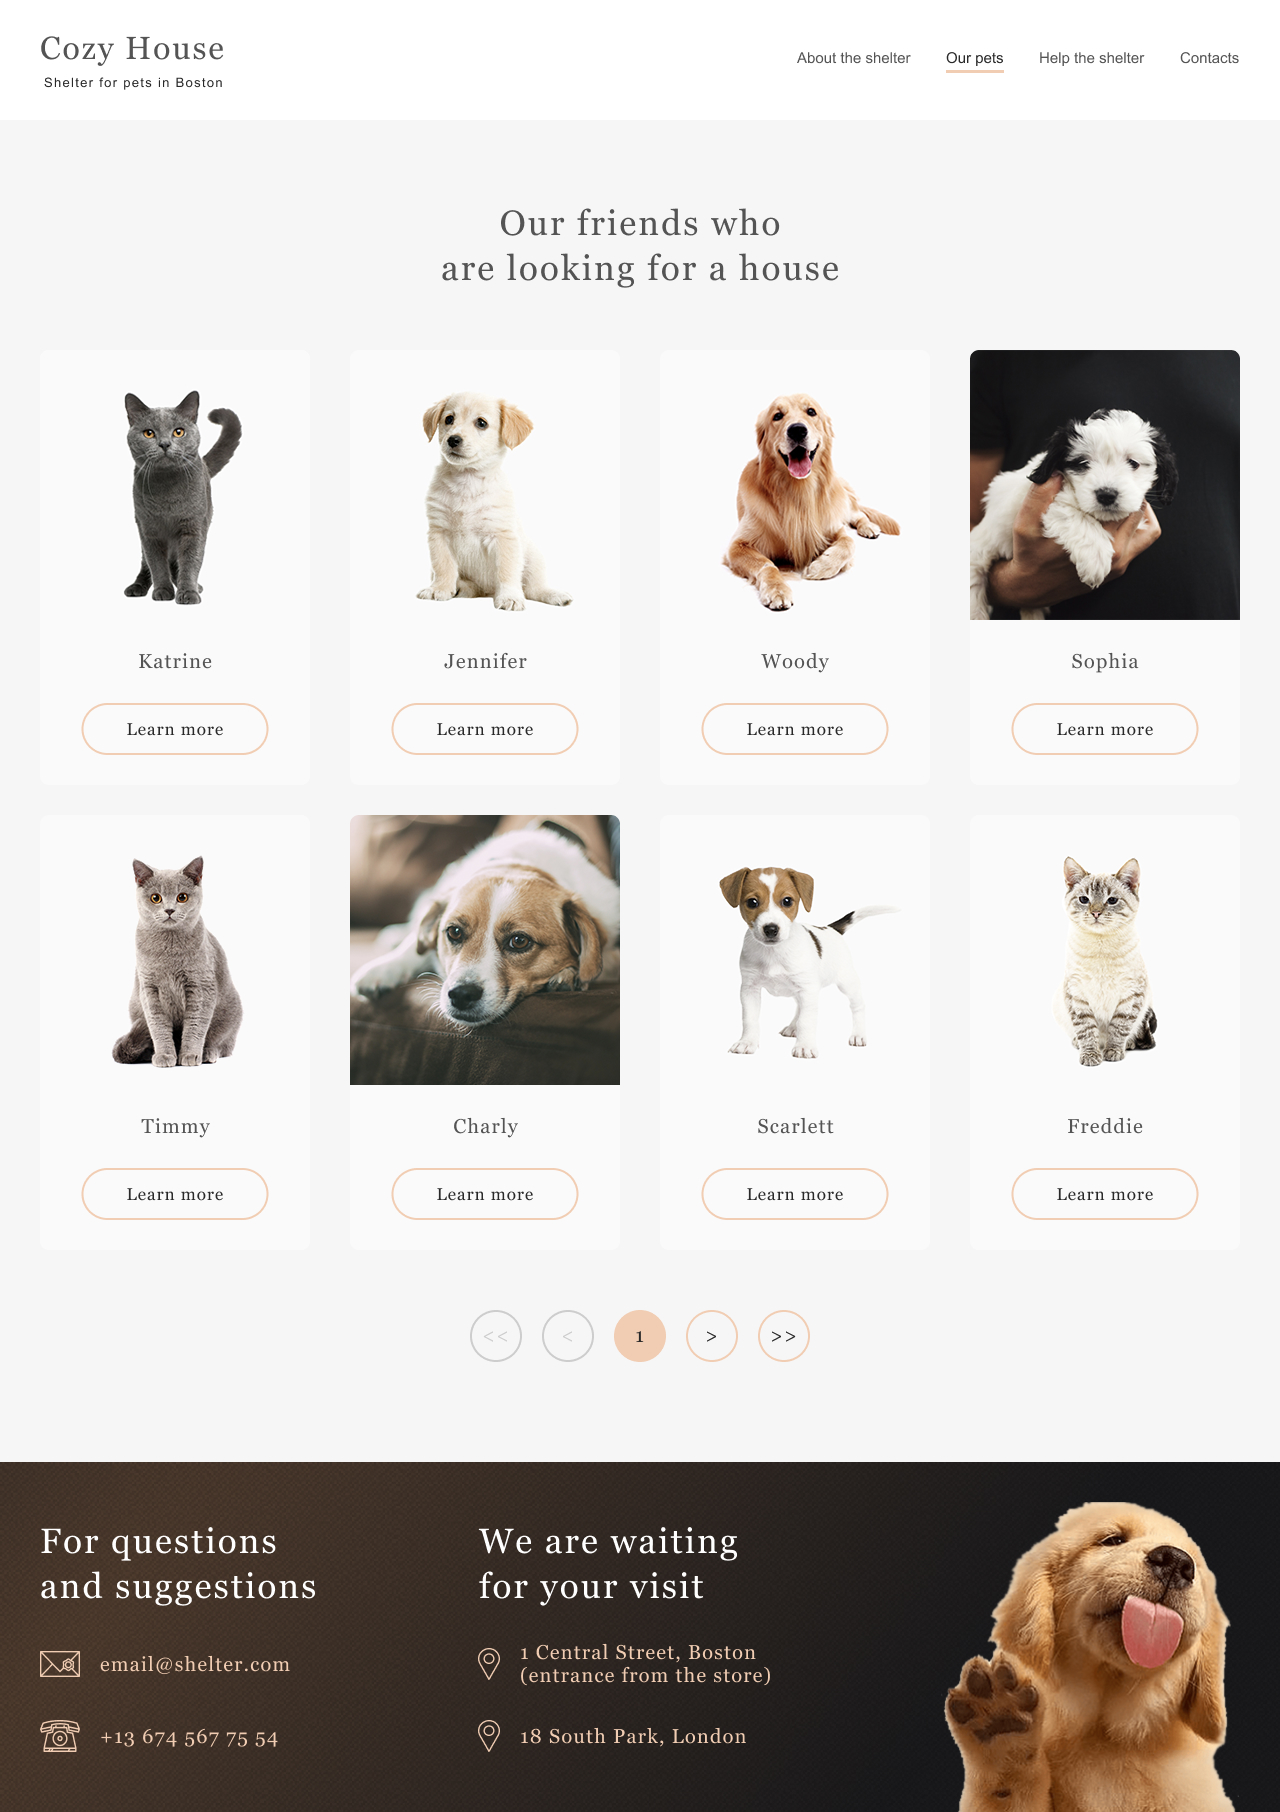 Cozy House
Shelter for pets in Boston
About the shelter
Our pets
Help the shelter
Contacts
Our friends who
are looking for a house
Katrine
Jennifer
Woody
Sophia
Learn more
Learn more
Learn more
Learn more
Timmy
Charly
Scarlett
Freddie
Learn more
Learn more
Learn more
Learn more
<<
<
1
>
>>
For questions
and suggestions
email@shelter.com
+13 674 567 75 54
We are waiting
for your visit
1 Central Street, Boston
(entrance from the store)
18 South Park, London